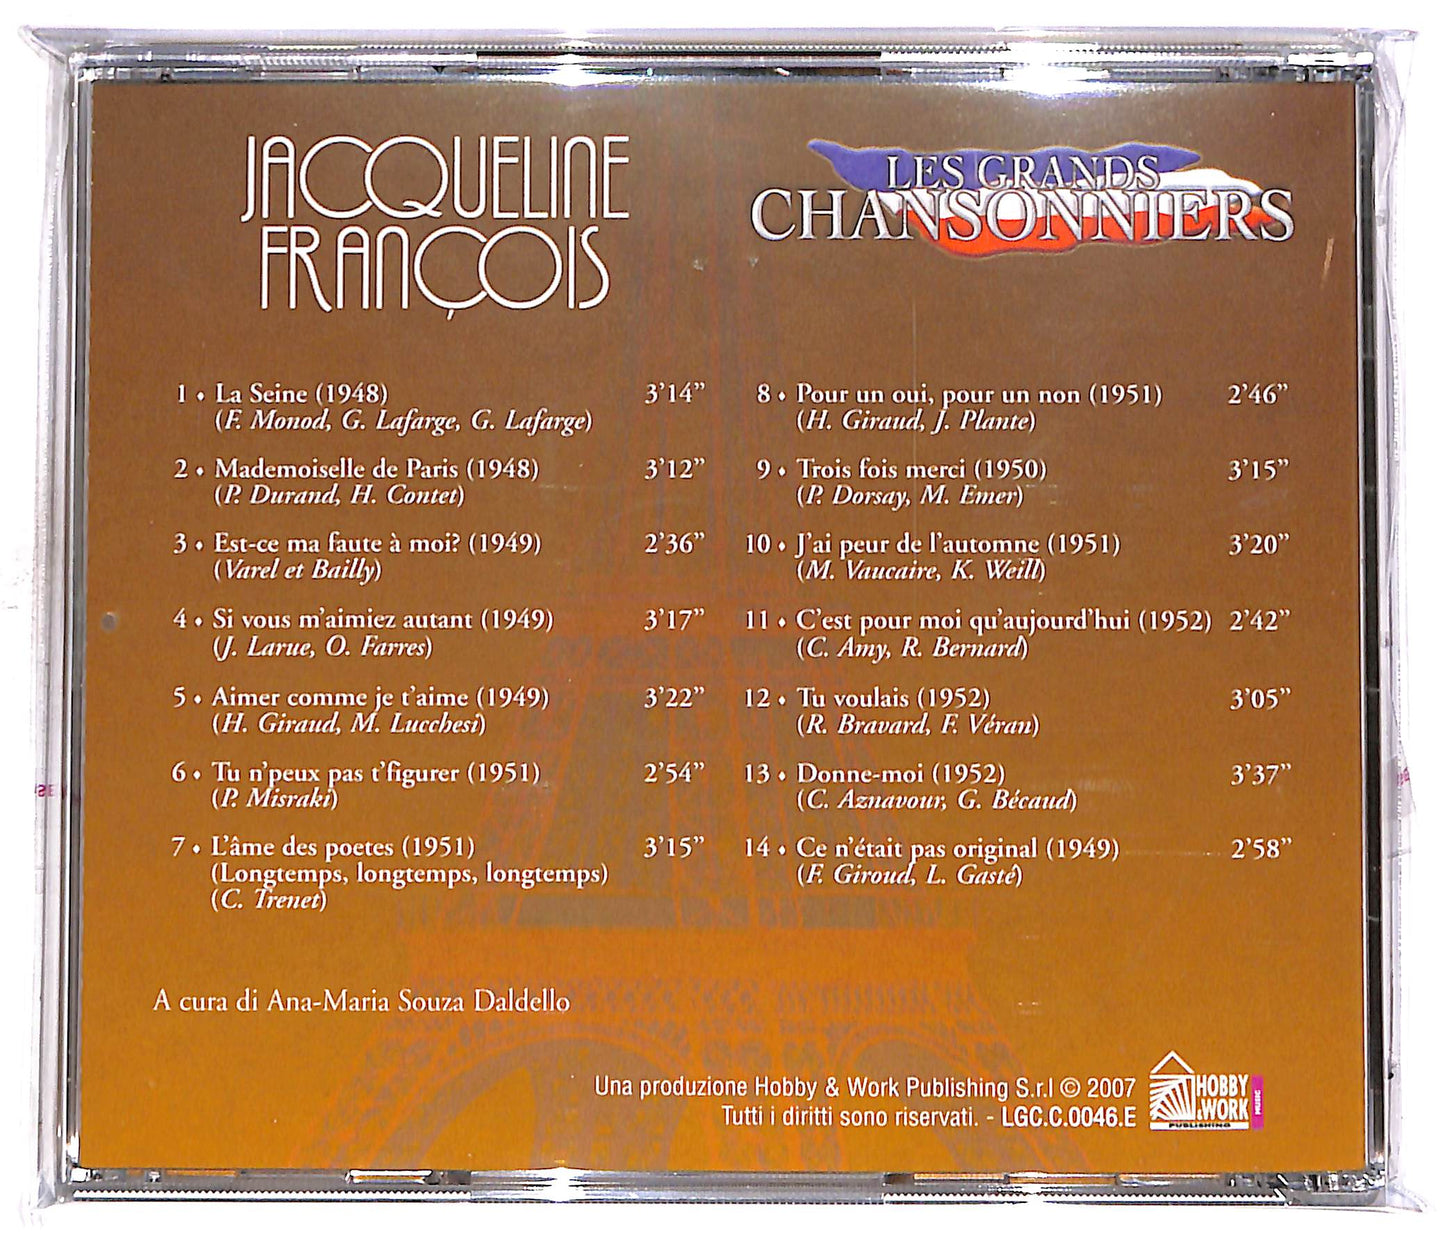 JACQUELINE
FRANÇOIS
LES GRANDS
CHANSONNIERS
1 • La Seine (1948) 3'14"
(F. Monod, G. Lafarge, G. Lafarge)
2 • Mademoiselle de Paris (1948) 3'12"
(P. Durand, H. Contet)
3 • Est-ce ma faute à moi? (1949) 2'36"
(Varel et Bailly)
4 • Si vous m'aimiez autant (1949) 3'17"
(J. Larue, O. Farres)
5 • Aimer comme je t'aime (1949) 3'22"
(H. Giraud, M. Lucchesi)
6 • Tu n'peux pas t'figurer (1951) 2'54"
(P. Misraki)
7 • L'âme des poetes (1951) 3'15"
(Longtemps, longtemps, longtemps)
(C. Trenet)
8 • Pour un oui, pour un non (1951) 2'46"
(H. Giraud, J. Plante)
9 • Trois fois merci (1950) 3'15"
(P. Dorsay, M. Emer)
10 • J'ai peur de l'automne (1951) 3'20"
(M. Vaucaire, K. Weill)
11 • C'est pour moi qu'aujourd'hui (1952) 2'42"
(C. Amy, R. Bernard)
12 • Tu voulais (1952) 3'05"
(R. Bravard, F. Véran)
13 • Donne-moi (1952) 3'37"
(C. Aznavour, G. Bécaud)
14 • Ce n'était pas original (1949) 2'58"
(F. Giroud, L. Gasté)
A cura di Ana-Maria Souza Daldello
Una produzione Hobby & Work Publishing S.r.l © 2007
Tutti i diritti sono riservati. - LGC.C.0046.E
HOBBY
& WORK
PUBLISHING
MUSIC